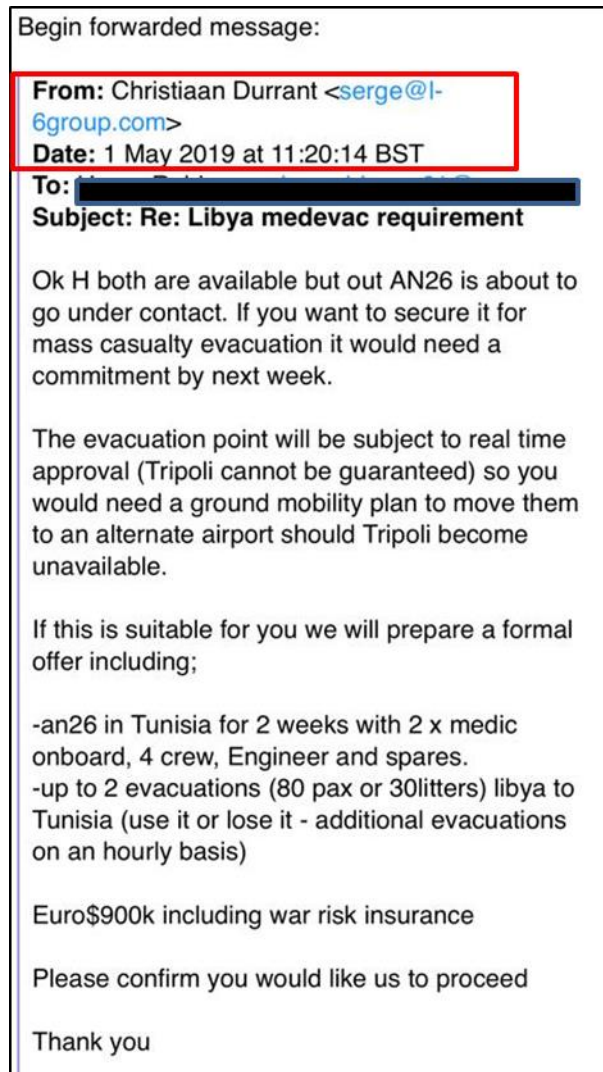 Begin forwarded message:
From: Christiaan Durrant <serge@l-
6group.com>
Date: 1 May 2019 at 11:20:14 BST
To:
Subject: Re: Libya medevac requirement
Ok H both are available but out AN26 is about to
go under contact. If you want to secure it for
mass casualty evacuation it would need a
commitment by next week.
The evacuation point will be subject to real time
approval (Tripoli cannot be guaranteed) so you
would need a ground mobility plan to move them
to an alternate airport should Tripoli become
unavailable.
If this is suitable for you we will prepare a formal
offer including;
-an26 in Tunisia for 2 weeks with 2 x medic
onboard, 4 crew, Engineer and spares.
-up to 2 evacuations (80 pax or 30litters) libya to
Tunisia (use it or lose it - additional evacuations
on an hourly basis)
Euro$900k including war risk insurance
Please confirm you would like us to proceed
Thank you